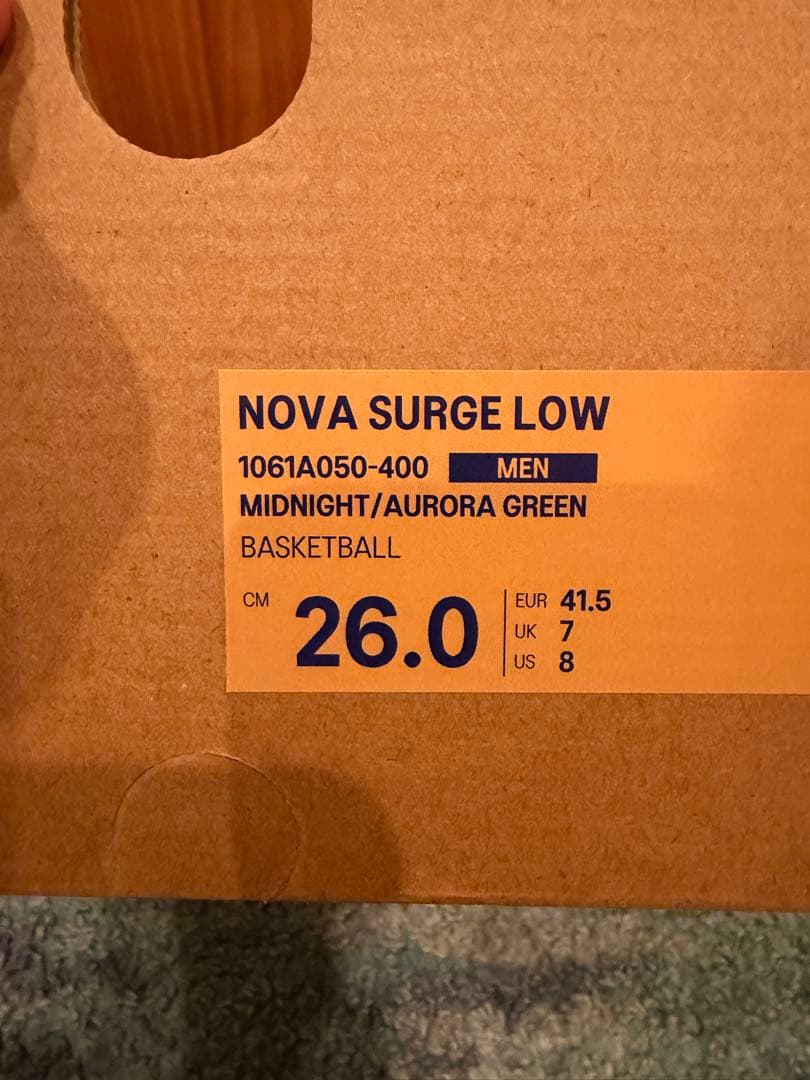 NOVA SURGE LOW
1061A050-400 MEN
MIDNIGHT/AURORA GREEN
BASKETBALL
CM 26.0
EUR 41.5
UK 7
US 8